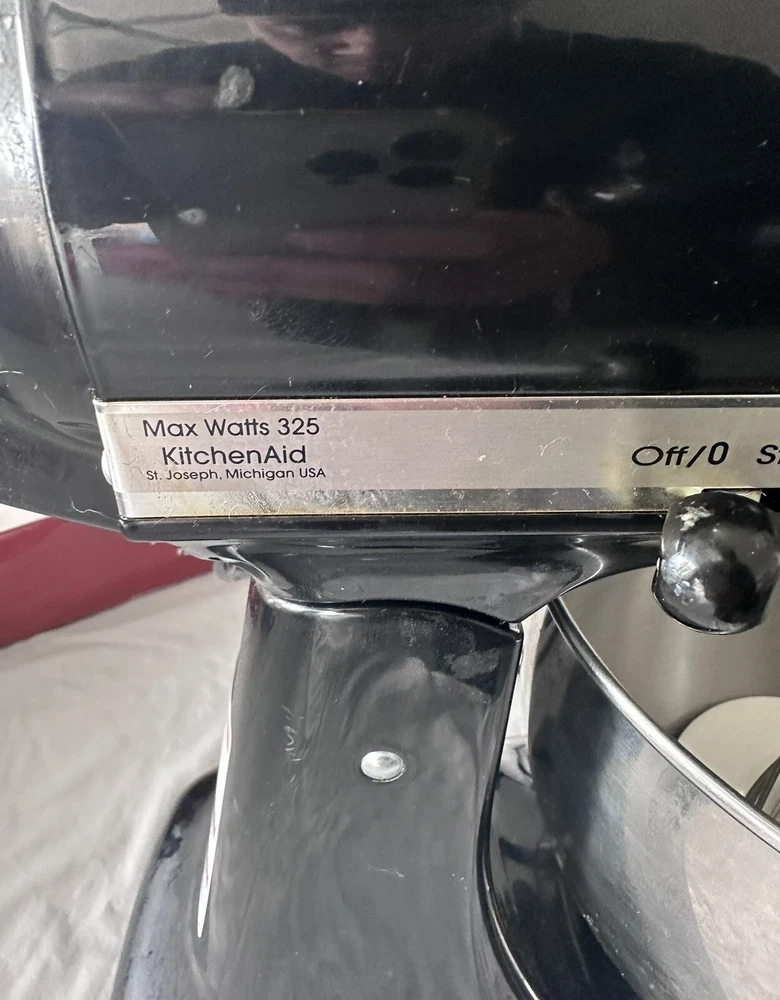 Max Watts 325
KitchenAid
St. Joseph, Michigan USA
Off/0